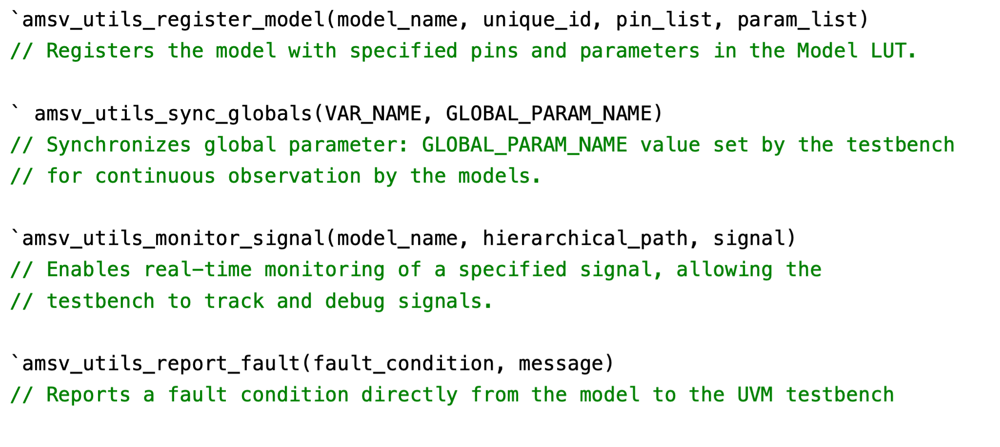 `amsv_utils_register_model(model_name, unique_id, pin_list, param_list)
// Registers the model with specified pins and parameters in the Model LUT.
` amsv_utils_sync_globals(VAR_NAME, GLOBAL_PARAM_NAME)
// Synchronizes global parameter: GLOBAL_PARAM_NAME value set by the testbench
// for continuous observation by the models.
`amsv_utils_monitor_signal(model_name, hierarchical_path, signal)
// Enables real-time monitoring of a specified signal, allowing the
// testbench to track and debug signals.
`amsv_utils_report_fault(fault_condition, message)
// Reports a fault condition directly from the model to the UVM testbench